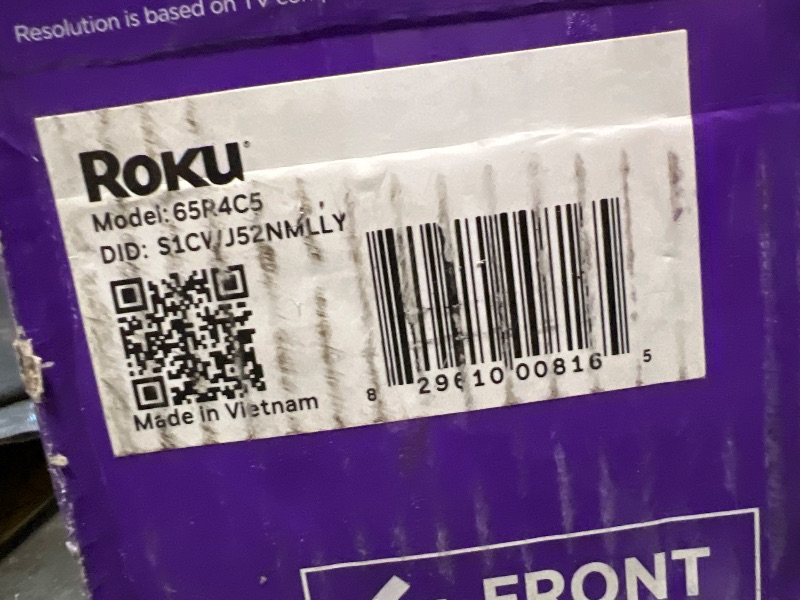 Resolution is based on TV
ROKU
Model: 65R4C5
DID: S1CVJ52NMLLY
Made in Vietnam
8 29610 00816 5
FRONT